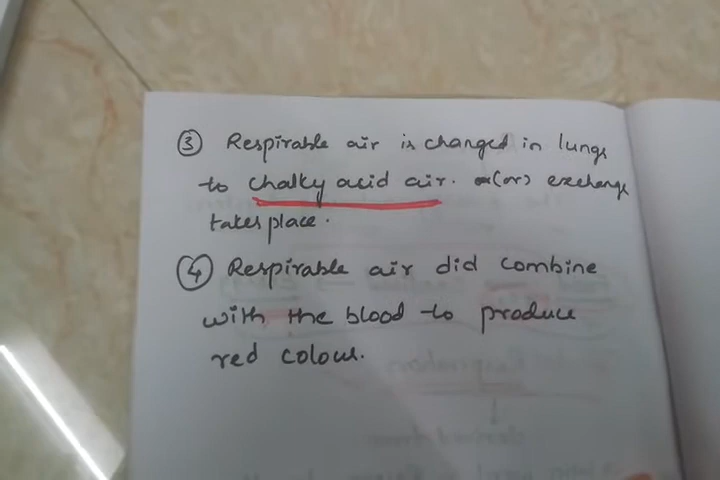 ③ Respirable air is changed in lungs
to chalky acid air. (or) exchange
takes place.
④ Respirable air did combine
with the blood to produce
red colour.